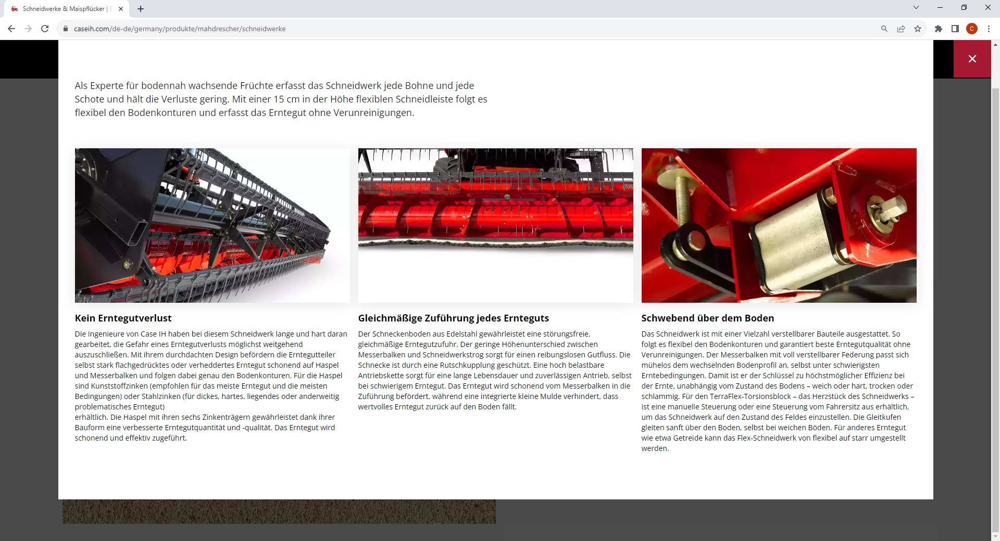 Schneidwerke & Maispflücker |
caseih.com/de-de/germany/produkte/mahdrescher/schneidwerke
C
Als Experte für bodennah wachsende Früchte erfasst das Schneidwerk jede Bohne und jede
Schote und hält die Verluste gering. Mit einer 15 cm in der Höhe flexiblen Schneidleiste folgt es
flexibel den Bodenkonturen und erfasst das Erntegut ohne Verunreinigungen.
Kein Erntegutverlust
Die Ingenieure von Case IH haben bei diesem Schneidwerk lange und hart daran
gearbeitet, die Gefahr eines Erntegutverlusts möglichst weitgehend
auszuschließen. Mit ihrem durchdachten Design befördern die Erntegutteiler
selbst stark flachgedrücktes oder verheddertes Erntegut schonend auf Haspel
und Messerbalken und folgen dabei genau den Bodenkonturen. Für die Haspel
sind Kunststoffzinken (empfohlen für das meiste Erntegut und die meisten
Bedingungen) oder Stahlzinken (für dickes, hartes, liegendes oder anderweitig
problematisches Erntegut)
erhältlich. Die Haspel mit ihren sechs Zinkenträgern gewährleistet dank ihrer
Bauform eine verbesserte Erntegutquantität und -qualität. Das Erntegut wird
schonend und effektiv zugeführt.
Gleichmäßige Zuführung jedes Ernteguts
Der Schneckenboden aus Edelstahl gewährleistet eine störungsfreie,
gleichmäßige Erntegutzufuhr. Der geringe Höhenunterschied zwischen
Messerbalken und Schneidwerkstrog sorgt für einen reibungslosen Gutfluss. Die
Schnecke ist durch eine Rutschkupplung geschützt. Eine hoch belastbare
Antriebskette sorgt für eine lange Lebensdauer und zuverlässigen Antrieb, selbst
bei schwierigem Erntegut. Das Erntegut wird schonend vom Messerbalken in die
Zuführung befördert, während eine integrierte kleine Mulde verhindert, dass
wertvolles Erntegut zurück auf den Boden fällt.
Schwebend über dem Boden
Das Schneidwerk ist mit einer Vielzahl verstellbarer Bauteile ausgestattet. So
folgt es flexibel den Bodenkonturen und garantiert beste Erntegutqualität ohne
Verunreinigungen. Der Messerbalken mit voll verstellbarer Federung passt sich
mühelos dem wechselnden Bodenprofil an, selbst unter schwierigsten
Erntebedingungen. Damit ist er der Schlüssel zu höchstmöglicher Effizienz bei
der Ernte, unabhängig vom Zustand des Bodens – weich oder hart, trocken oder
schlammig. Für den TerraFlex-Torsionsblock – das Herzstück des Schneidwerks –
ist eine manuelle Steuerung oder eine Steuerung vom Fahrersitz aus erhältlich,
um das Schneidwerk auf den Zustand des Feldes einzustellen. Die Gleitkufen
gleiten sanft über den Boden, selbst bei weichen Böden. Für anderes Erntegut
wie etwa Getreide kann das Flex-Schneidwerk von flexibel auf starr umgestellt
werden.